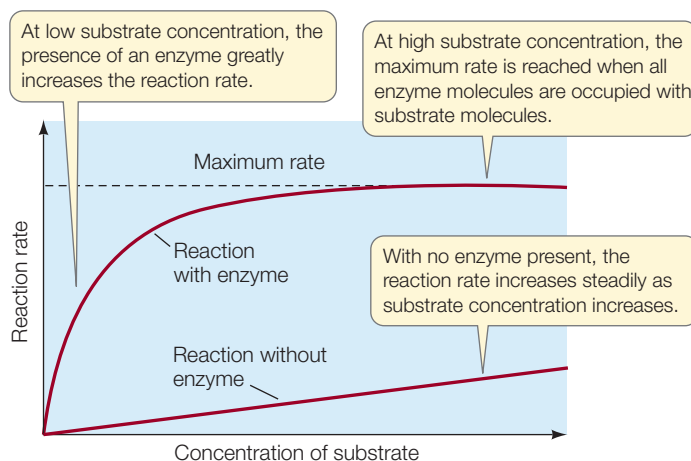 At low substrate concentration, the
presence of an enzyme greatly
increases the reaction rate.
At high substrate concentration, the
maximum rate is reached when all
enzyme molecules are occupied with
substrate molecules.
Maximum rate
Reaction
with enzyme
With no enzyme present, the
reaction rate increases steadily as
substrate concentration increases.
Reaction without
enzyme
Reaction rate
Concentration of substrate